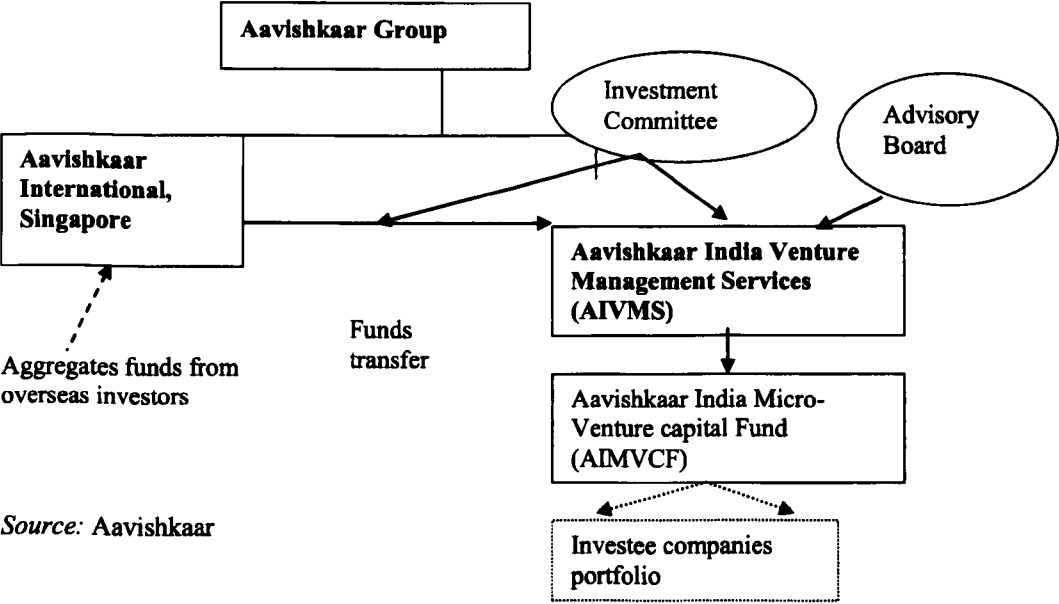 Aavishkaar Group
Investment
Committee
Advisory
Board
Aavishkaar
International,
Singapore
Aavishkaar India Venture
Management Services
(AIVMS)
Funds
transfer
Aggregates funds from
overseas investors
Aavishkaar India Micro-
Venture capital Fund
(AIMVCF)
Source: Aavishkaar
Investee companies
portfolio